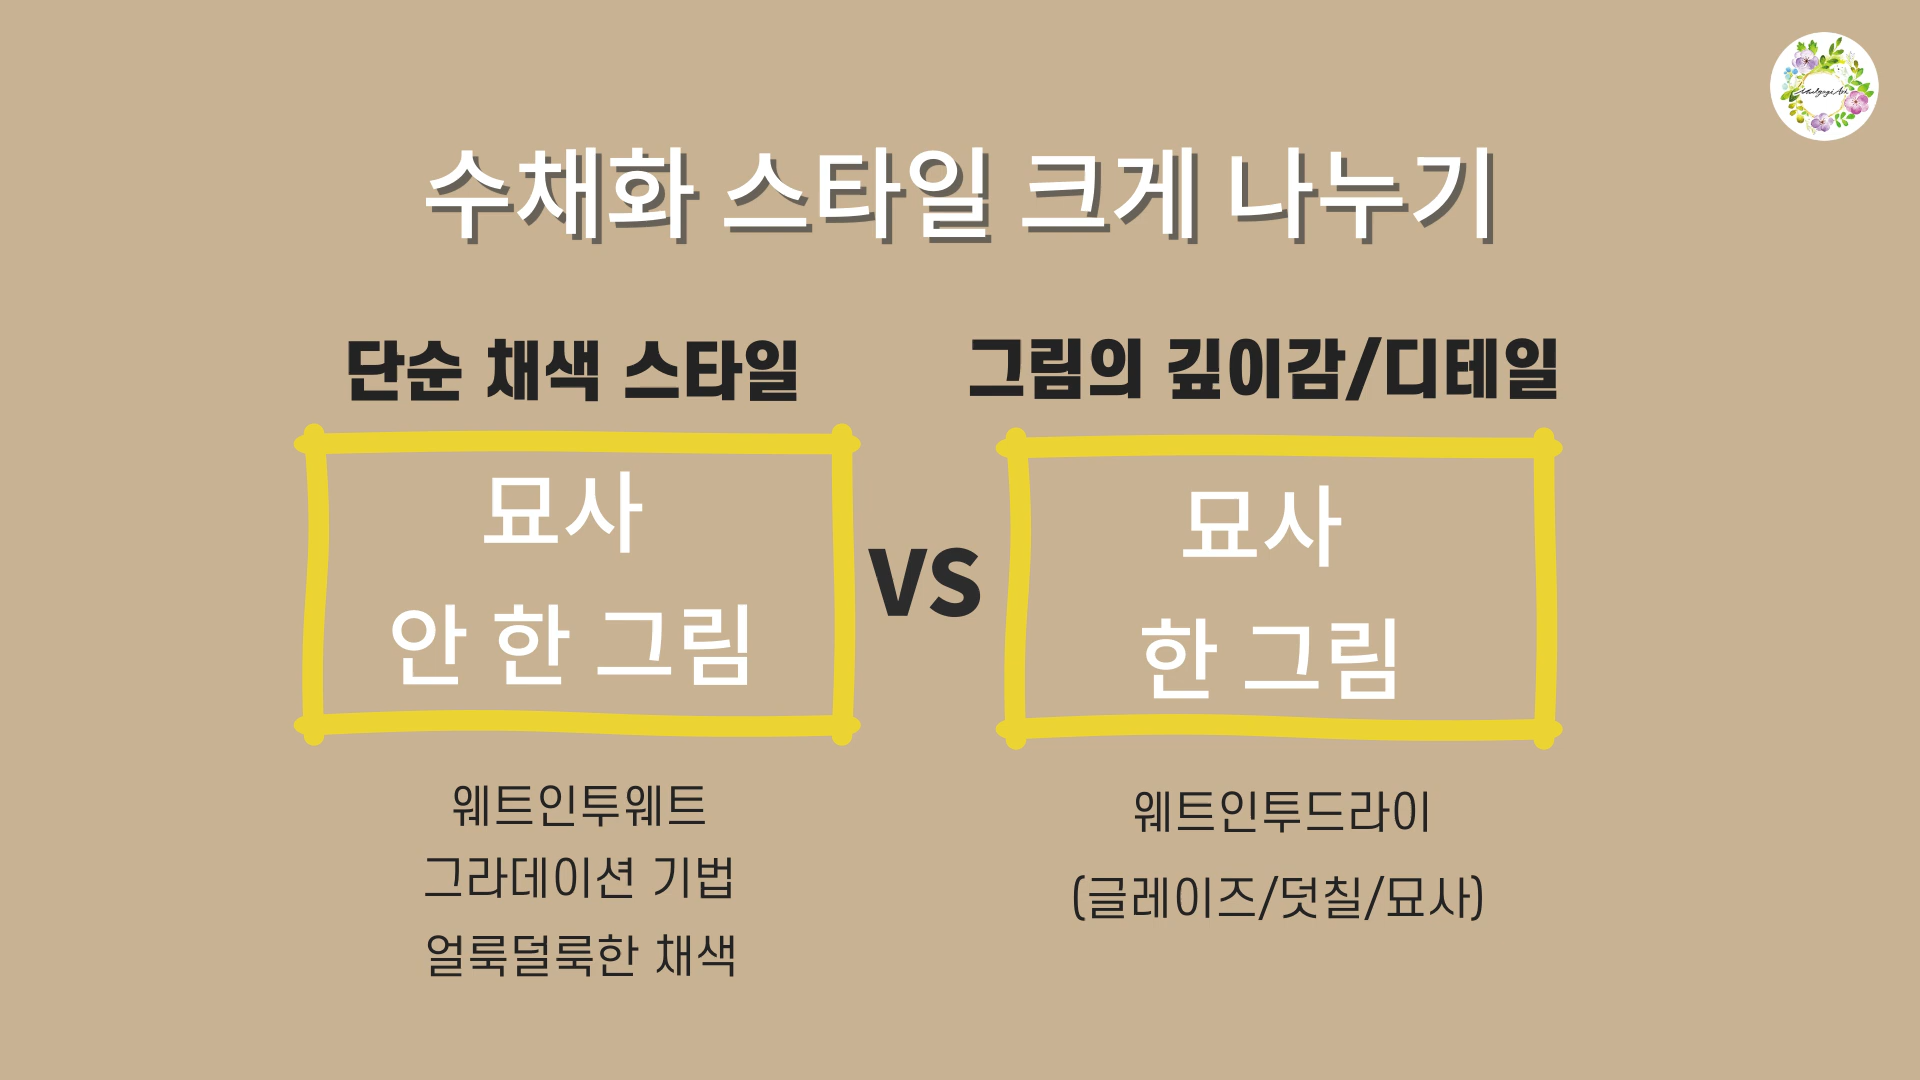 수채화 스타일 크게 나누기
단순 채색 스타일
묘사
안 한 그림
웨트인투웨트
그라데이션 기법
얼룩덜룩한 채색
VS
그림의 깊이감/디테일
묘사
한 그림
웨트인투드라이
(글레이즈/덧칠/묘사)